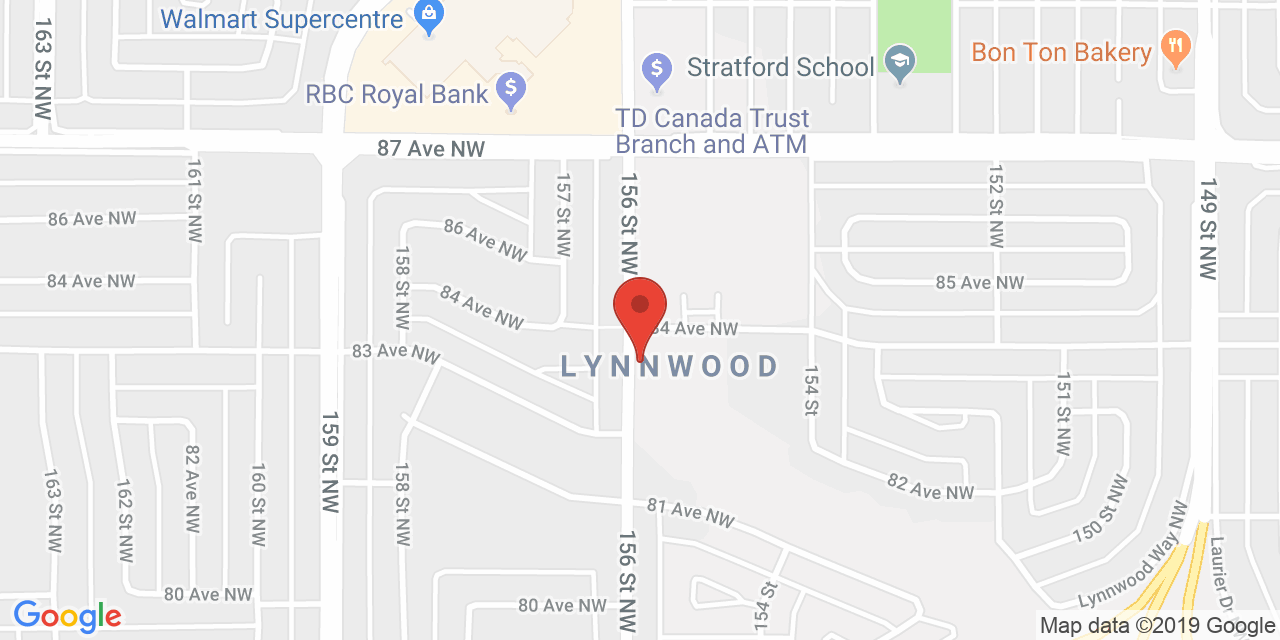 Walmart Supercentre
163 St NW
RBC Royal Bank
Stratford School
Bon Ton Bakery
TD Canada Trust
Branch and ATM
87 Ave NW
161 St NW
157 St NW
156 St NW
152 St NW
149 St NW
86 Ave NW
86 Ave NW
158 St NW
84 Ave NW
84 Ave NW
85 Ave NW
84 Ave NW
83 Ave NW
LYNNWOOD
154 St
151 St NW
159 St NW
163 St NW
162 St NW
82 Ave NW
160 St NW
158 St NW
82 Ave NW
150 St NW
81 Ave NW
156 St NW
Lynnwood Way NW
Laurier Dr
80 Ave NW
80 Ave NW
154 St
Google
Map data ©2019 Google